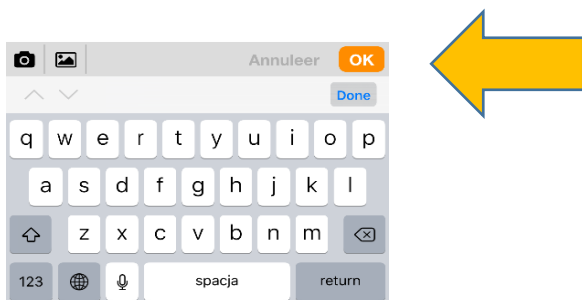 Annuleer OK
Done
q w e r t y u i o p
a s d f g h j k l
z x c v b n m
123 spacja return